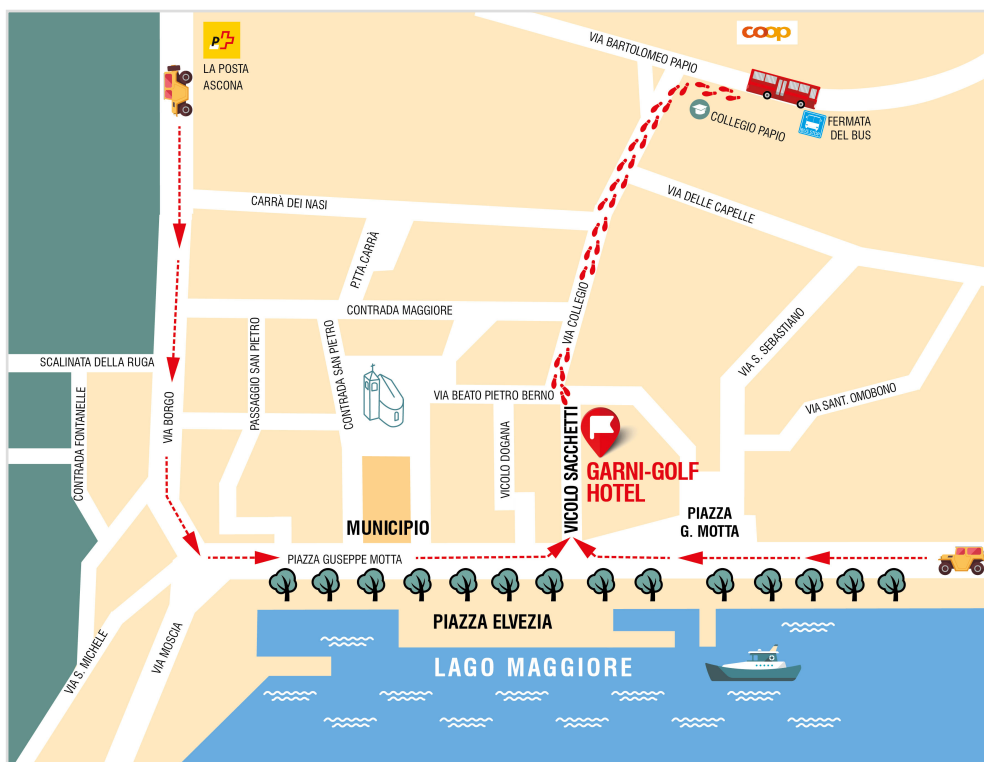 P
coop
VIA BARTOLOMEO PAPIO
LA POSTA
ASCONA
COLLEGIO PAPIO
FERMATA
DEL BUS
VIA DELLE CAPELLE
CARRÀ DEI NASI
P.TTA.CARRÀ
CONTRADA MAGGIORE
VIA COLLEGIO
VIA S. SEBASTIANO
SCALINATA DELLA RUGA
PASSAGGIO SAN PIETRO
CONTRADA SAN PIETRO
CONTRADA FONTANELLE
VIA BORGO
VIA BEATO PIETRO BERNO
VIA SANT. OMOBONO
VICOLO DOGANA
VICOLO SACCHETTI
GARNI-GOLF
HOTEL
MUNICIPIO
PIAZZA
G. MOTTA
PIAZZA GUSEPPE MOTTA
PIAZZA ELVEZIA
VIA S. MICHELE
VIA MOSCIA
LAGO MAGGIORE